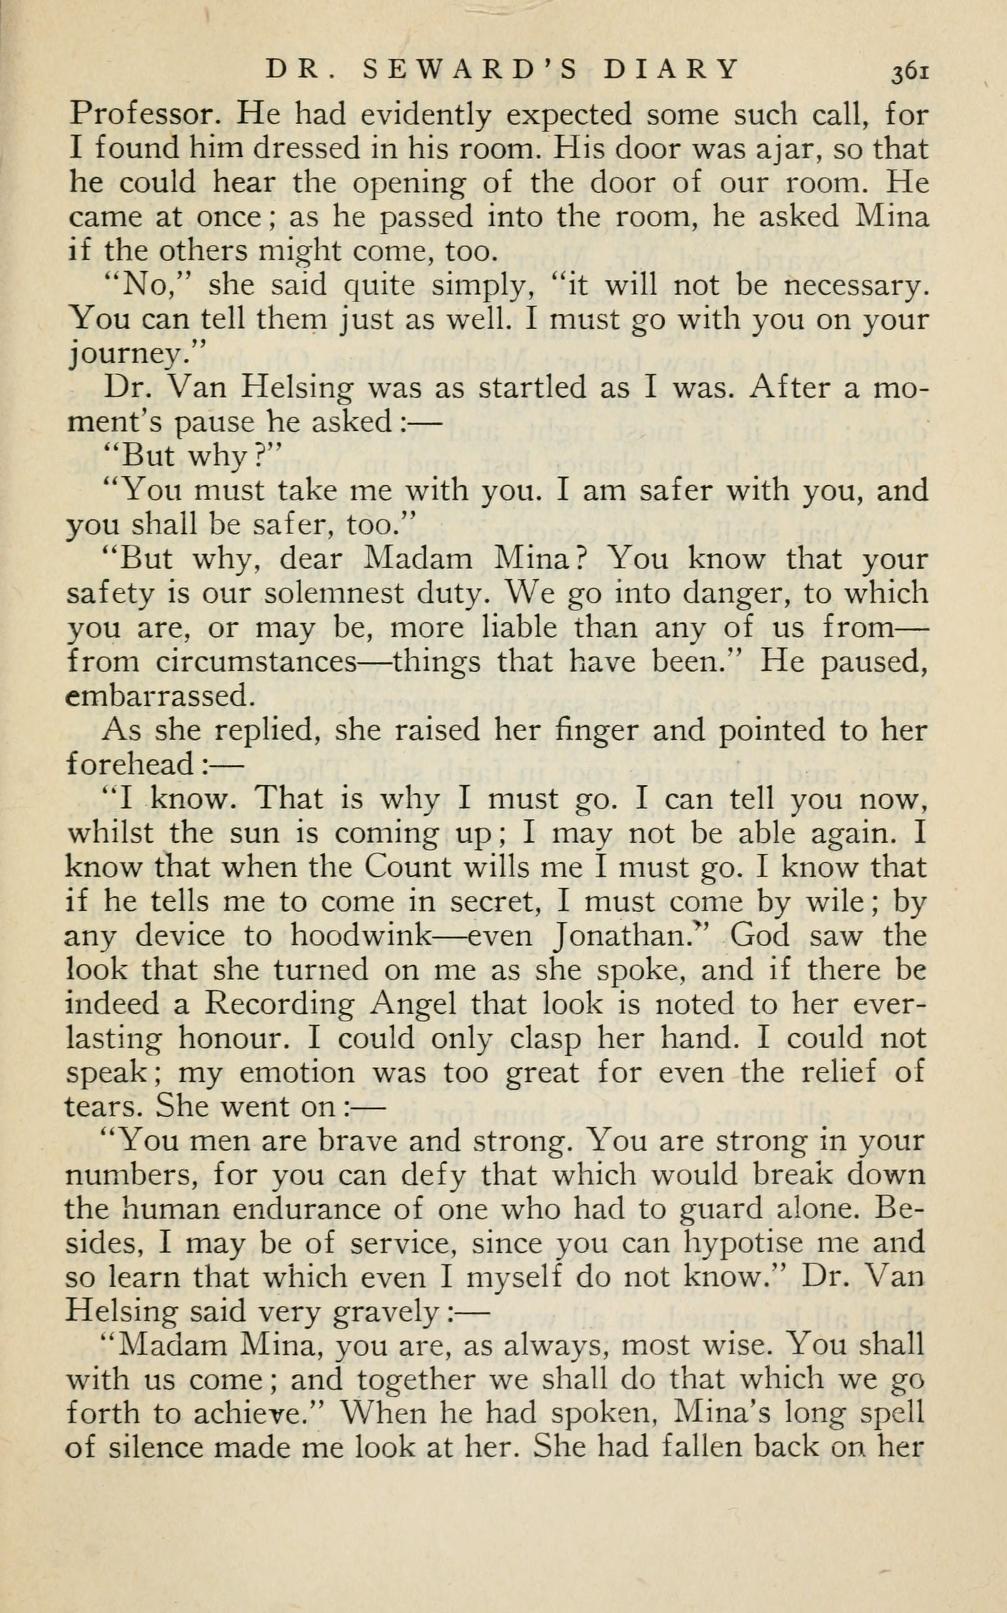 DR. SEWARD'S DIARY 361
Professor. He had evidently expected some such call, for
I found him dressed in his room. His door was ajar, so that
he could hear the opening of the door of our room. He
came at once; as he passed into the room, he asked Mina
if the others might come, too.
"No," she said quite simply, "it will not be necessary.
You can tell them just as well. I must go with you on your
journey."
Dr. Van Helsing was as startled as I was. After a mo-
ment's pause he asked:—
"But why?"
"You must take me with you. I am safer with you, and
you shall be safer, too."
"But why, dear Madam Mina? You know that your
safety is our solemnest duty. We go into danger, to which
you are, or may be, more liable than any of us from—
from circumstances—things that have been." He paused,
embarrassed.
As she replied, she raised her finger and pointed to her
forehead:—
"I know. That is why I must go. I can tell you now,
whilst the sun is coming up; I may not be able again. I
know that when the Count wills me I must go. I know that
if he tells me to come in secret, I must come by wile; by
any device to hoodwink—even Jonathan." God saw the
look that she turned on me as she spoke, and if there be
indeed a Recording Angel that look is noted to her ever-
lasting honour. I could only clasp her hand. I could not
speak; my emotion was too great for even the relief of
tears. She went on:—
"You men are brave and strong. You are strong in your
numbers, for you can defy that which would break down
the human endurance of one who had to guard alone. Be-
sides, I may be of service, since you can hypotise me and
so learn that which even I myself do not know." Dr. Van
Helsing said very gravely:—
"Madam Mina, you are, as always, most wise. You shall
with us come; and together we shall do that which we go
forth to achieve." When he had spoken, Mina's long spell
of silence made me look at her. She had fallen back on her